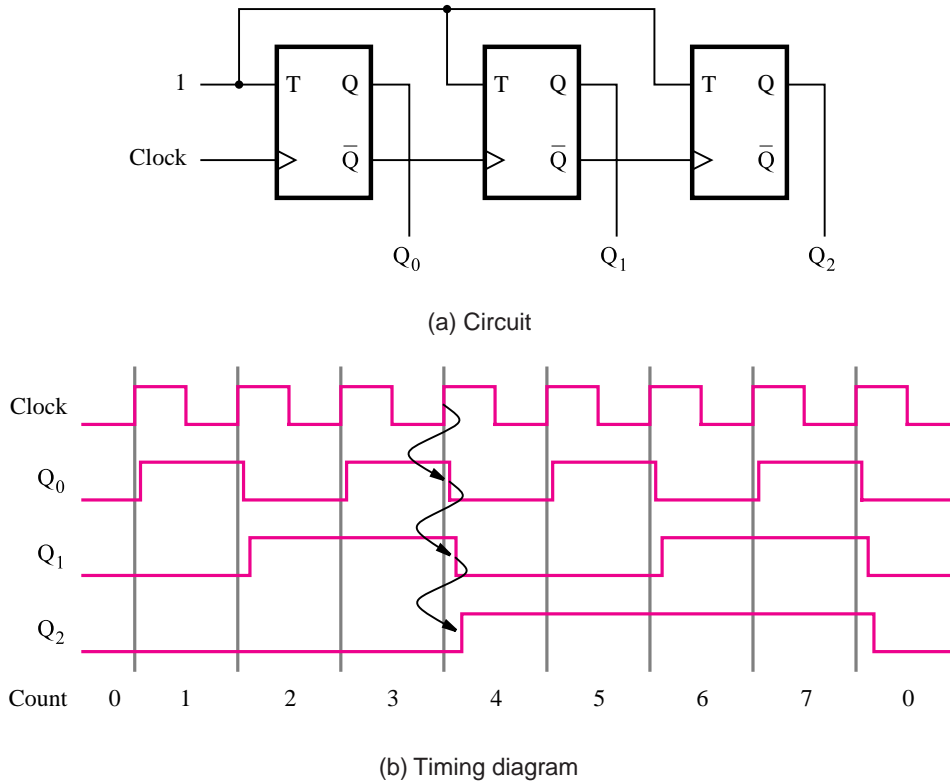 1 T Q T Q T Q
Clock Q̅ Q̅ Q̅
Q₀ Q₁ Q₂
(a) Circuit
Clock
Q₀
Q₁
Q₂
Count 0 1 2 3 4 5 6 7 0
(b) Timing diagram